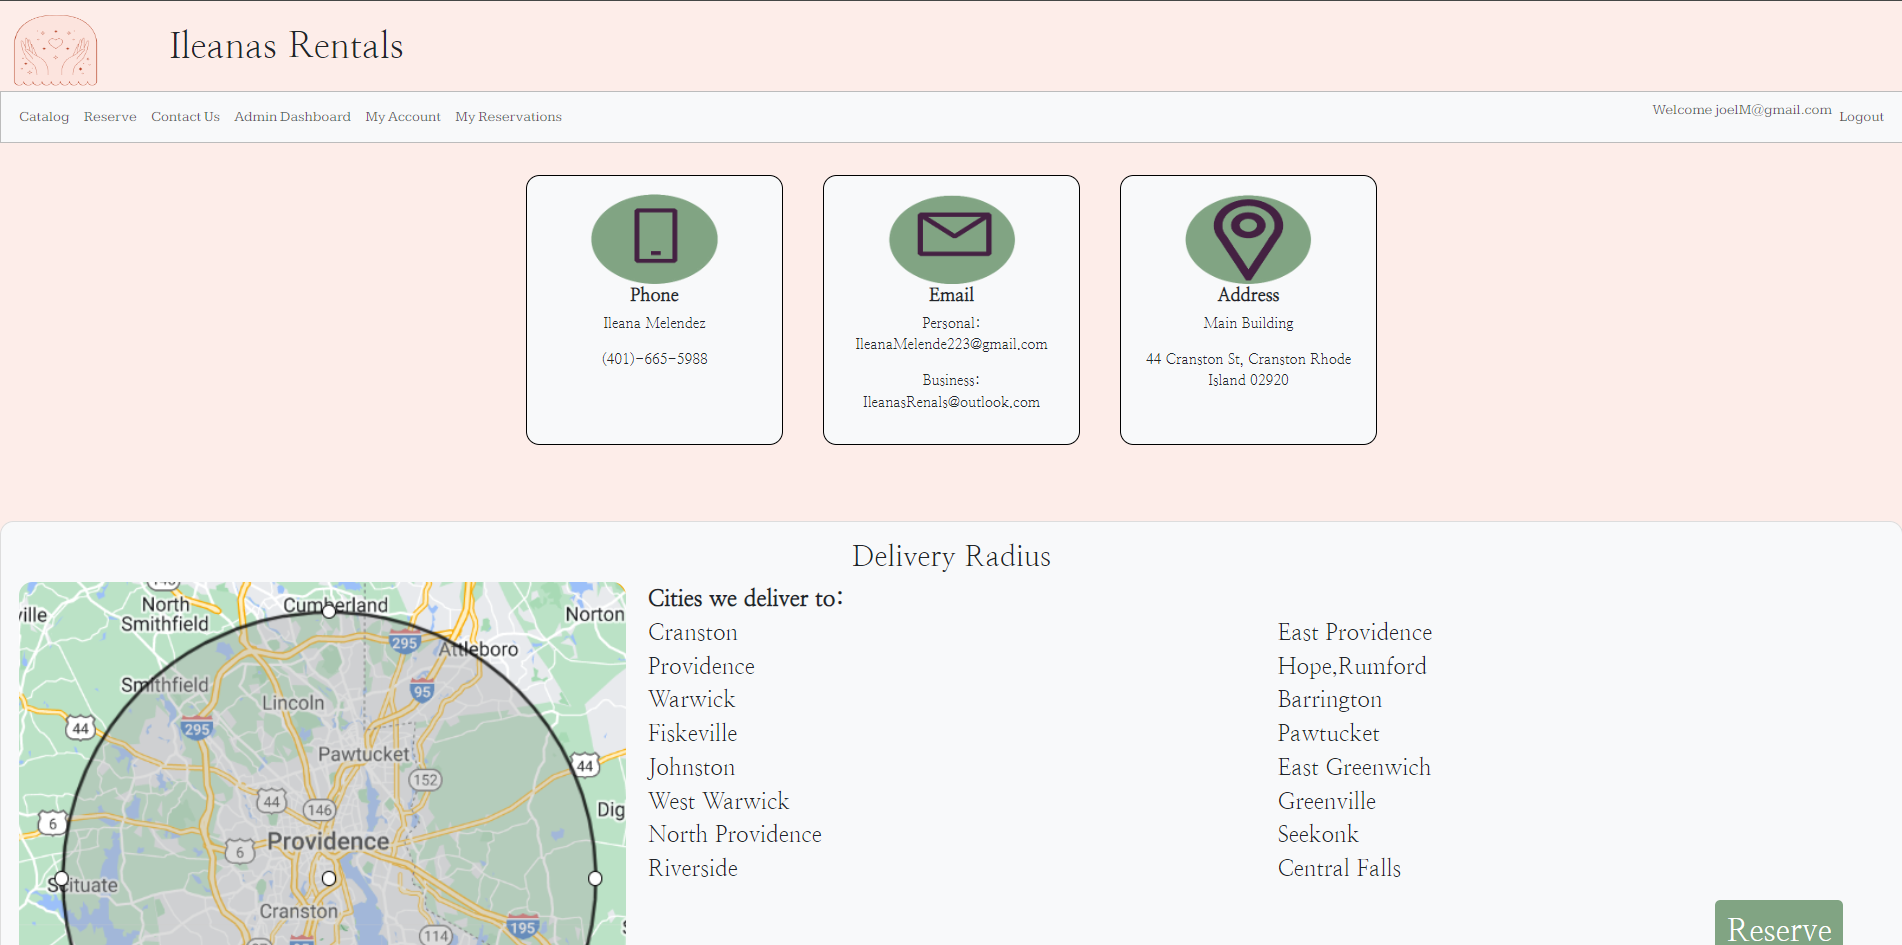 Ileanas Rentals
Catalog Reserve Contact Us Admin Dashboard My Account My Reservations Welcome joelM@gmail.com Logout
Phone
Ileana Melendez
(401)-665-5988
Email
Personal:
IleanaMelende223@gmail.com
Business:
IleanasRenals@outlook.com
Address
Main Building
44 Cranston St, Cranston Rhode
Island 02920
Delivery Radius
North
Smithfield
Cumberland
Norton
ville
295
Attleboro
Smithfield
95
Lincoln
44
295
Pawtucket
44
152
44
146
Dig
6
Providence
6
Scituate
Cranston
195
114
Cities we deliver to:
Cranston
Providence
Warwick
Fiskeville
Johnston
West Warwick
North Providence
Riverside
East Providence
Hope,Rumford
Barrington
Pawtucket
East Greenwich
Greenville
Seekonk
Central Falls
Reserve